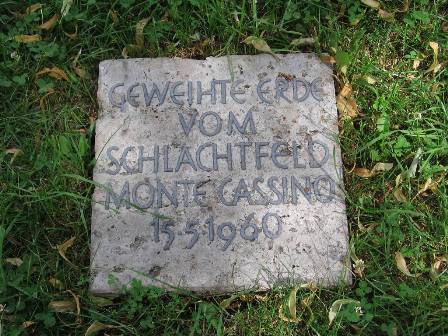 GEWEIHTE ERDE
VOM
SCHLACHTFELD
MONTE CASSINO
15.5.1960